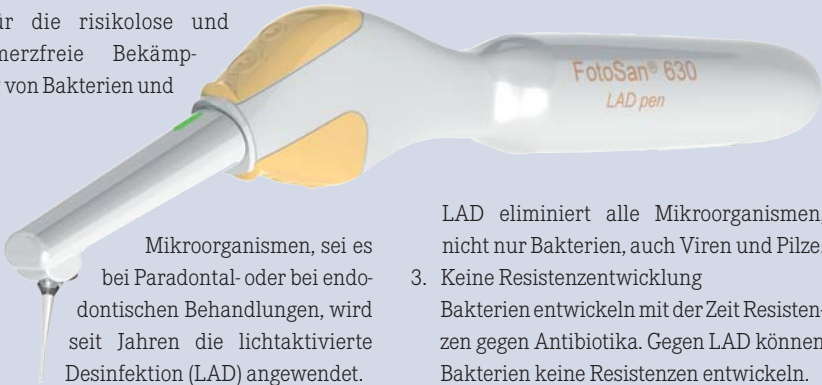 ür die risikolose und
merzfreie Bekämp-
von Bakterien und
FotoSan® 630
LAD pen
Mikroorganismen, sei es
bei Paradontal- oder bei endo-
dontischen Behandlungen, wird
seit Jahren die lichtaktivierte
Desinfektion (LAD) angewendet.
LAD eliminiert alle Mikroorganismen,
nicht nur Bakterien, auch Viren und Pilze.
3. Keine Resistenzentwicklung
Bakterien entwickeln mit der Zeit Resisten-
zen gegen Antibiotika. Gegen LAD können
Bakterien keine Resistenzen entwickeln.